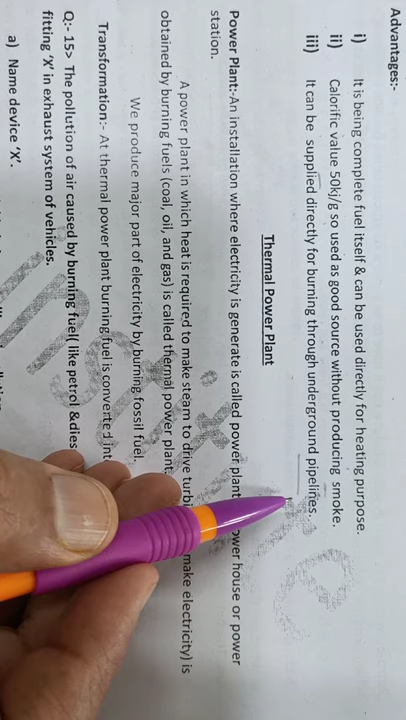 Advantages:-
i) It is being complete fuel itself & can be used directly for heating purpose.
ii) Calorific value 50kj/g so used as good source without producing smoke.
iii) It can be supplied directly for burning through underground pipelines.
Thermal Power Plant
Power Plant:-An installation where electricity is generate is called power plant ower house or power
station.
A power plant in which heat is required to make steam to drive turbi make electricity) is
obtained by burning fuels (coal, oil, and gas) is called thermal power plant.
We produce major part of electricity by burning fossil fuel.
Transformation:- At thermal power plant burning fuel is converted int
Q:- 15> The pollution of air caused by burning fuel( like petrol &dies
fitting 'X' in exhaust system of vehicles.
a) Name device 'X'.